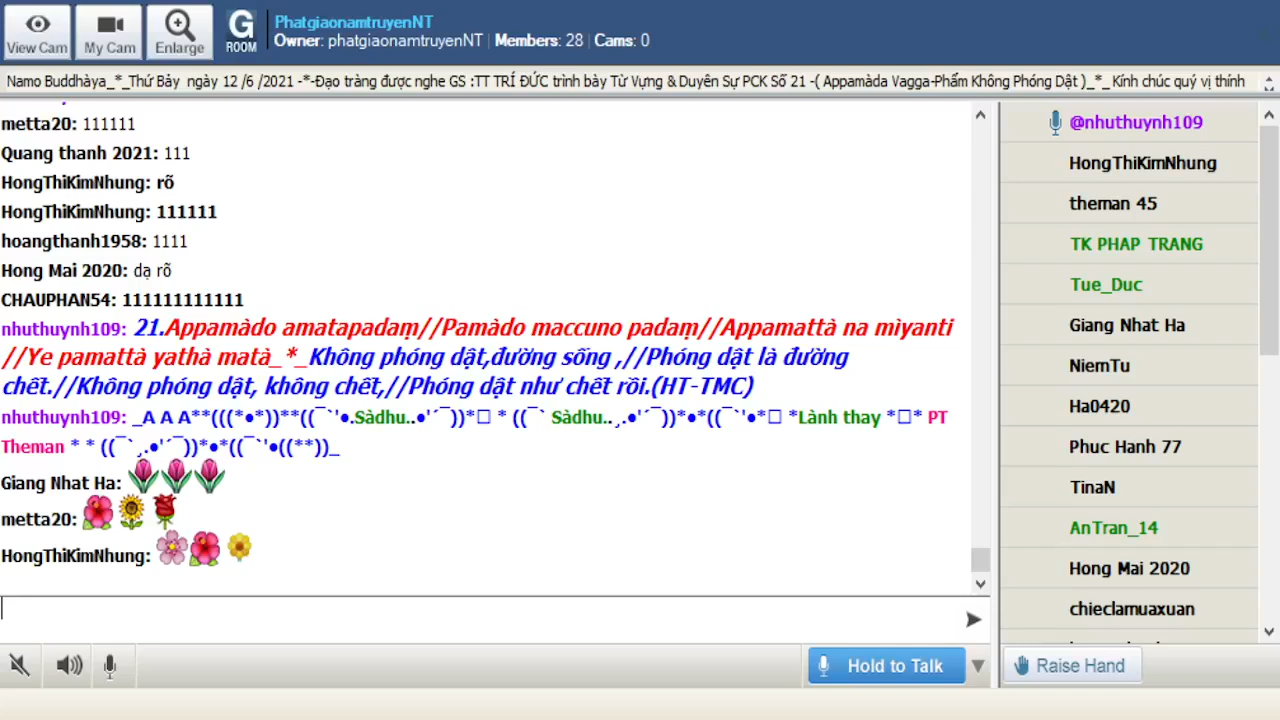 View Cam
My Cam
Enlarge
G
ROOM
PhatgiaonamtruyenNT
Owner: phatgiaonamtruyenNT | Members: 28 | Cams: 0
Namo Buddhàya_*_Thứ Bảy ngày 12 /6 /2021 -*-Đạo tràng được nghe GS :TT TRÍ ĐỨC trình bày Từ Vựng & Duyên Sự PCK Số 21 -( Appamàda Vagga-Phẩm Không Phóng Dật )_*_ Kính chúc quý vị thính
metta20: 111111
Quang thanh 2021: 111
HongThiKimNhung: rõ
HongThiKimNhung: 111111
hoangthanh1958: 1111
Hong Mai 2020: dạ rõ
CHAUPHAN54: 111111111111
nhuthuynh109: 21.Appamàdo amatapadaṃ//Pamàdo maccuno padaṃ//Appamattà na mìyanti
//Ye pamattà yathà matà_*_Không phóng dật,đường sống ,//Phóng dật là đường
chết.//Không phóng dật, không chết,//Phóng dật như chết rồi.(HT-TMC)
nhuthuynh109: _A A A**(((*•*))**((¯`'•.Sàdhu..•'´¯))*□ * ((¯` Sàdhu..¸.•'´¯))*•*((¯`'•*□ *Lành thay *□* PT
Theman * * ((¯`¸.•'´¯))*•*((¯`'•((**))_
Giang Nhat Ha:
metta20:
HongThiKimNhung:
@nhuthuynh109
HongThiKimNhung
theman 45
TK PHAP TRANG
Tue_Duc
Giang Nhat Ha
NiemTu
Ha0420
Phuc Hanh 77
TinaN
AnTran_14
Hong Mai 2020
chieclamuaxuan
Hold to Talk
Raise Hand